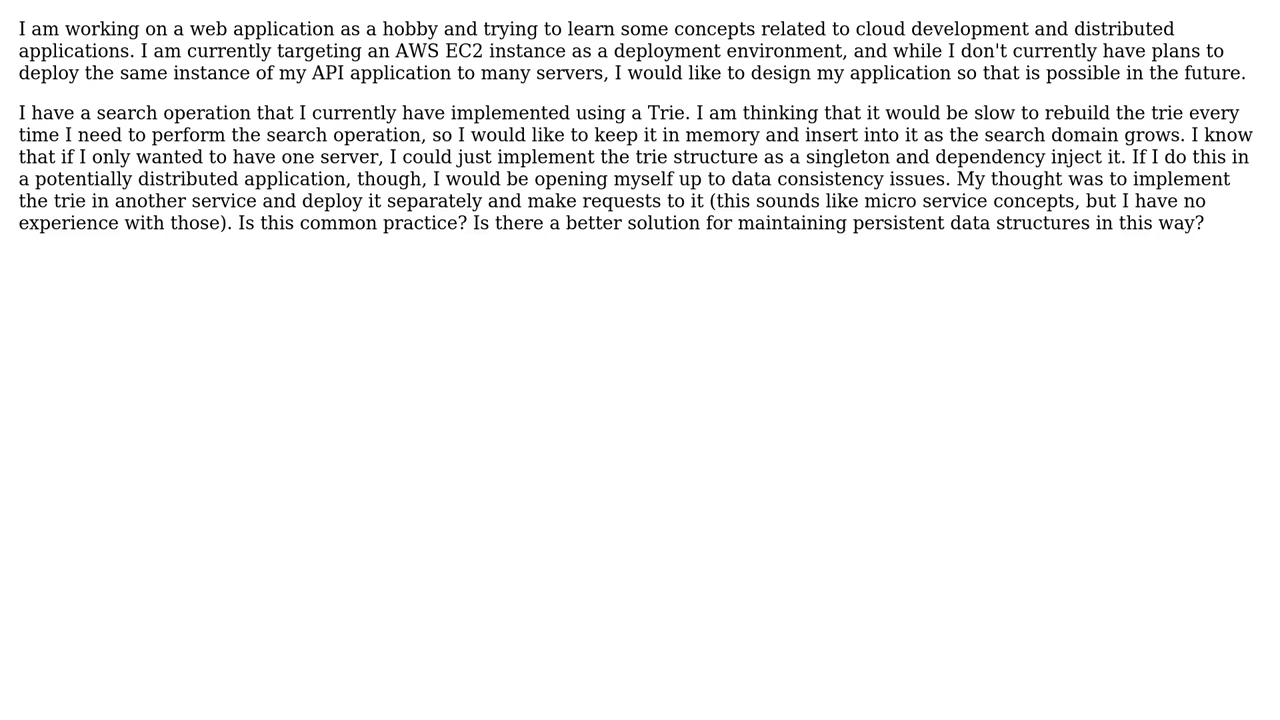 I am working on a web application as a hobby and trying to learn some concepts related to cloud development and distributed
applications. I am currently targeting an AWS EC2 instance as a deployment environment, and while I don't currently have plans to
deploy the same instance of my API application to many servers, I would like to design my application so that is possible in the future.
I have a search operation that I currently have implemented using a Trie. I am thinking that it would be slow to rebuild the trie every
time I need to perform the search operation, so I would like to keep it in memory and insert into it as the search domain grows. I know
that if I only wanted to have one server, I could just implement the trie structure as a singleton and dependency inject it. If I do this in
a potentially distributed application, though, I would be opening myself up to data consistency issues. My thought was to implement
the trie in another service and deploy it separately and make requests to it (this sounds like micro service concepts, but I have no
experience with those). Is this common practice? Is there a better solution for maintaining persistent data structures in this way?